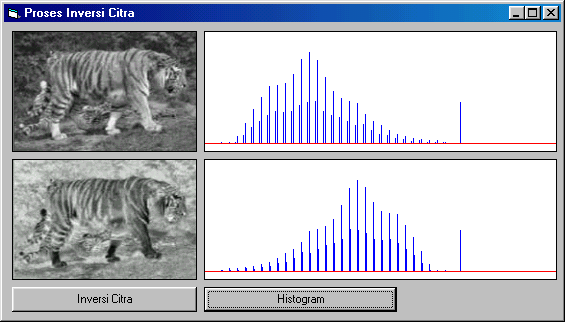 Proses Inversi Citra
Inversi Citra
Histogram